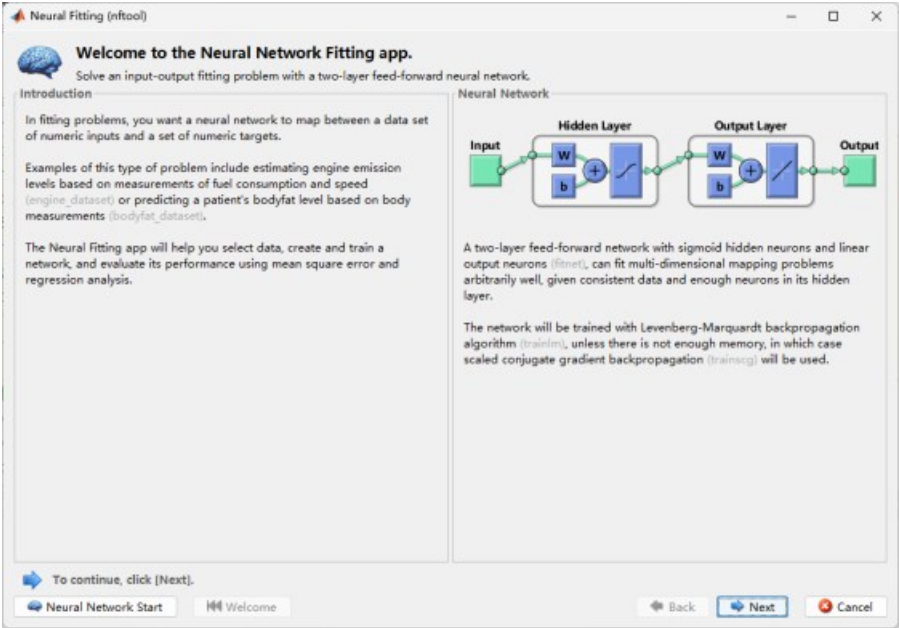 Neural Fitting (nftool)
Welcome to the Neural Network Fitting app.
Solve an input-output fitting problem with a two-layer feed-forward neural network.
Introduction
In fitting problems, you want a neural network to map between a data set
of numeric inputs and a set of numeric targets.
Examples of this type of problem include estimating engine emission
levels based on measurements of fuel consumption and speed
(engine_dataset) or predicting a patient's bodyfat level based on body
measurements (bodyfat_dataset).
The Neural Fitting app will help you select data, create and train a
network, and evaluate its performance using mean square error and
regression analysis.
Neural Network
Hidden Layer
Output Layer
Input
Output
W
b
+
W
b
+
A two-layer feed-forward network with sigmoid hidden neurons and linear
output neurons (fitnet), can fit multi-dimensional mapping problems
arbitrarily well, given consistent data and enough neurons in its hidden
layer.
The network will be trained with Levenberg-Marquardt backpropagation
algorithm (trainlm), unless there is not enough memory, in which case
scaled conjugate gradient backpropagation (trainscg) will be used.
To continue, click [Next].
Neural Network Start
Welcome
Back
Next
Cancel